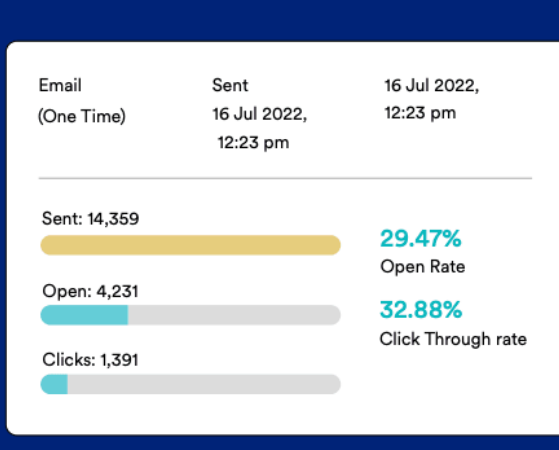 Email
(One Time)
Sent
16 Jul 2022,
12:23 pm
16 Jul 2022,
12:23 pm
Sent: 14,359
Open: 4,231
Clicks: 1,391
29.47%
Open Rate
32.88%
Click Through rate